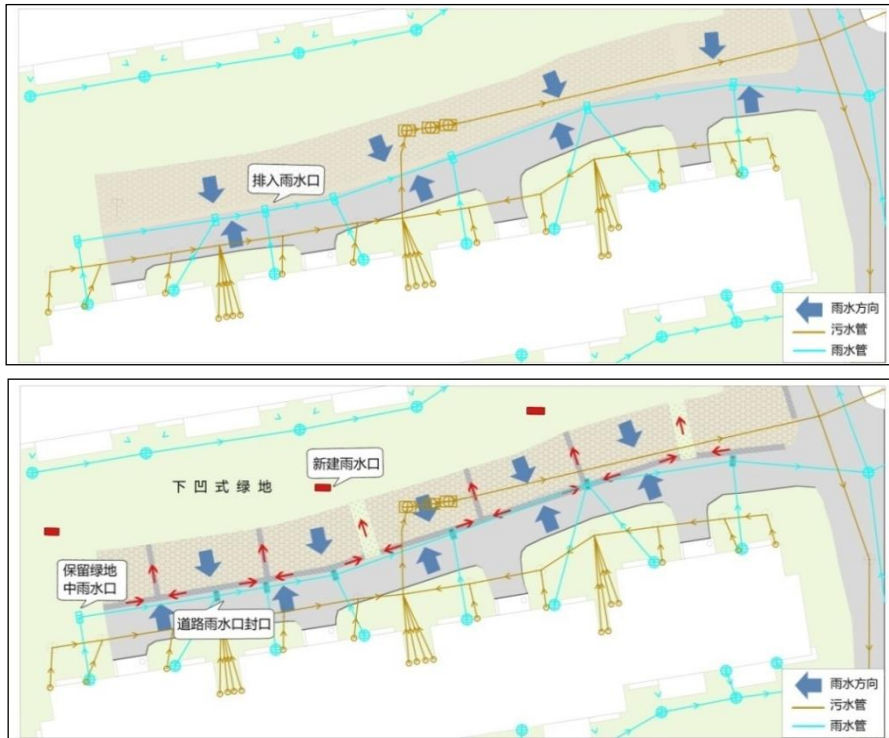 排入雨水口
雨水方向
污水管
雨水管
新建雨水口
下凹式绿地
保留绿地
中雨水口
道路雨水口封口
雨水方向
污水管
雨水管